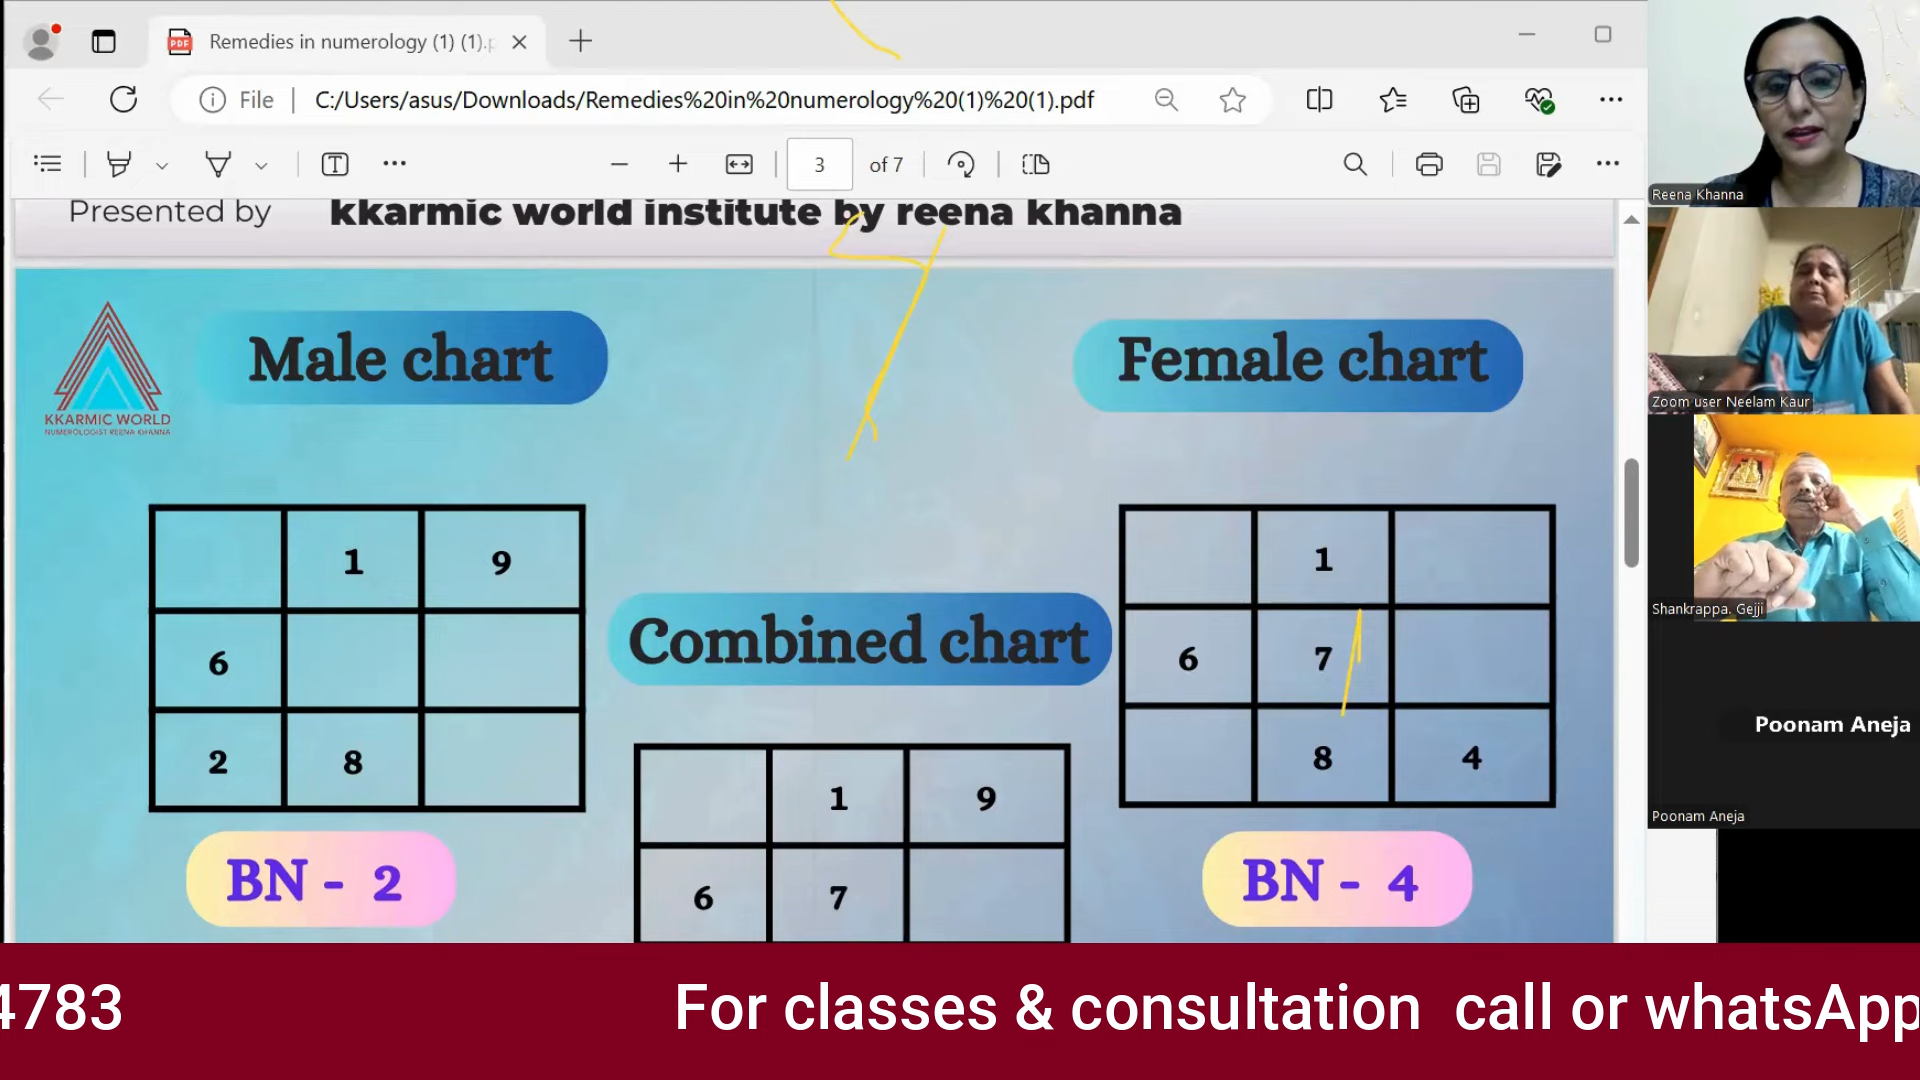 Remedies in numerology (1) (1).p
File
C:/Users/asus/Downloads/Remedies%20in%20numerology%20(1)%20(1).pdf
3 of 7
Presented by kkarmic world institute by reena khanna
KKARMIC WORLD
NUMEROLOGIST REENA KHANNA
Male chart
Female chart
1 9
6
2 8
BN - 2
Combined chart
1 9
6 7
1
6 7
8 4
BN - 4
Reena Khanna
Zoom user Neelam Kaur
Shankrappa. Gejji
Poonam Aneja
Poonam Aneja
4783 For classes & consultation call or whatsApp